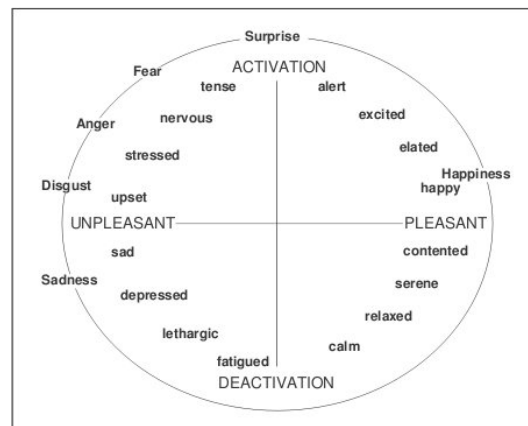 Surprise
ACTIVATION
Fear
tense
alert
nervous
excited
Anger
stressed
elated
Happiness
Disgust
happy
upset
UNPLEASANT
PLEASANT
sad
contented
Sadness
serene
depressed
relaxed
lethargic
calm
fatigued
DEACTIVATION